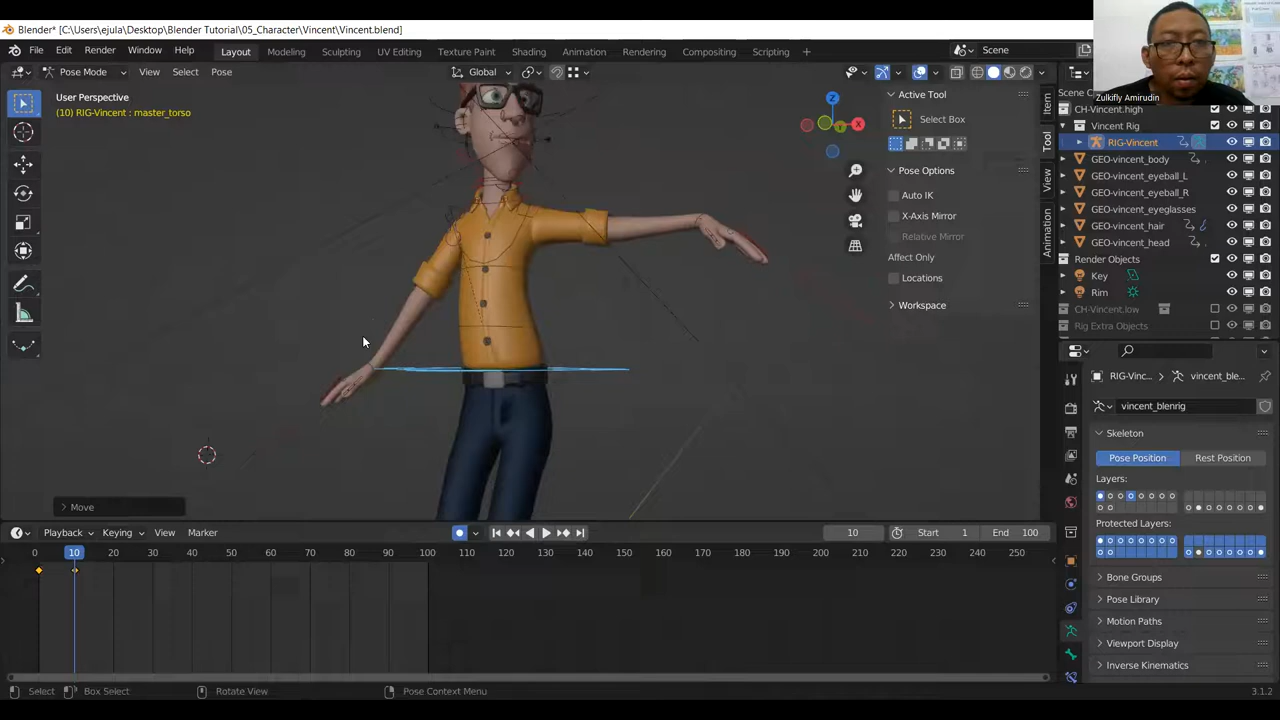 Blender* [C:\Users\ejula\Desktop\Blender Tutorial\05_Character\Vincent\Vincent.blend]
File Edit Render Window Help Layout Modeling Sculpting UV Editing Texture Paint Shading Animation Rendering Compositing Scripting + Scene
Pose Mode View Select Pose Global
Zulkifly Amirudin
User Perspective
(10) RIG-Vincent : master_torso
Z
X
Y
Move
Active Tool
Select Box
Pose Options
Auto IK
X-Axis Mirror
Relative Mirror
Affect Only
Locations
Workspace
Item
Tool
View
Animation
CH-Vincent.high
Vincent Rig
RIG-Vincent
GEO-vincent_body
GEO-vincent_eyeball_L
GEO-vincent_eyeball_R
GEO-vincent_eyeglasses
GEO-vincent_hair
GEO-vincent_head
Render Objects
Key
Rim
CH-Vincent.low
Rig Extra Objects
RIG-Vinc... vincent_ble...
vincent_blenrig
Skeleton
Pose Position Rest Position
Layers:
Protected Layers:
Bone Groups
Pose Library
Motion Paths
Viewport Display
Inverse Kinematics
Playback Keying View Marker 10 Start 1 End 100
0 10 20 30 40 50 60 70 80 90 100 110 120 130 140 150 160 170 180 190 200 210 220 230 240 250
Select Box Select Rotate View Pose Context Menu 3.1.2